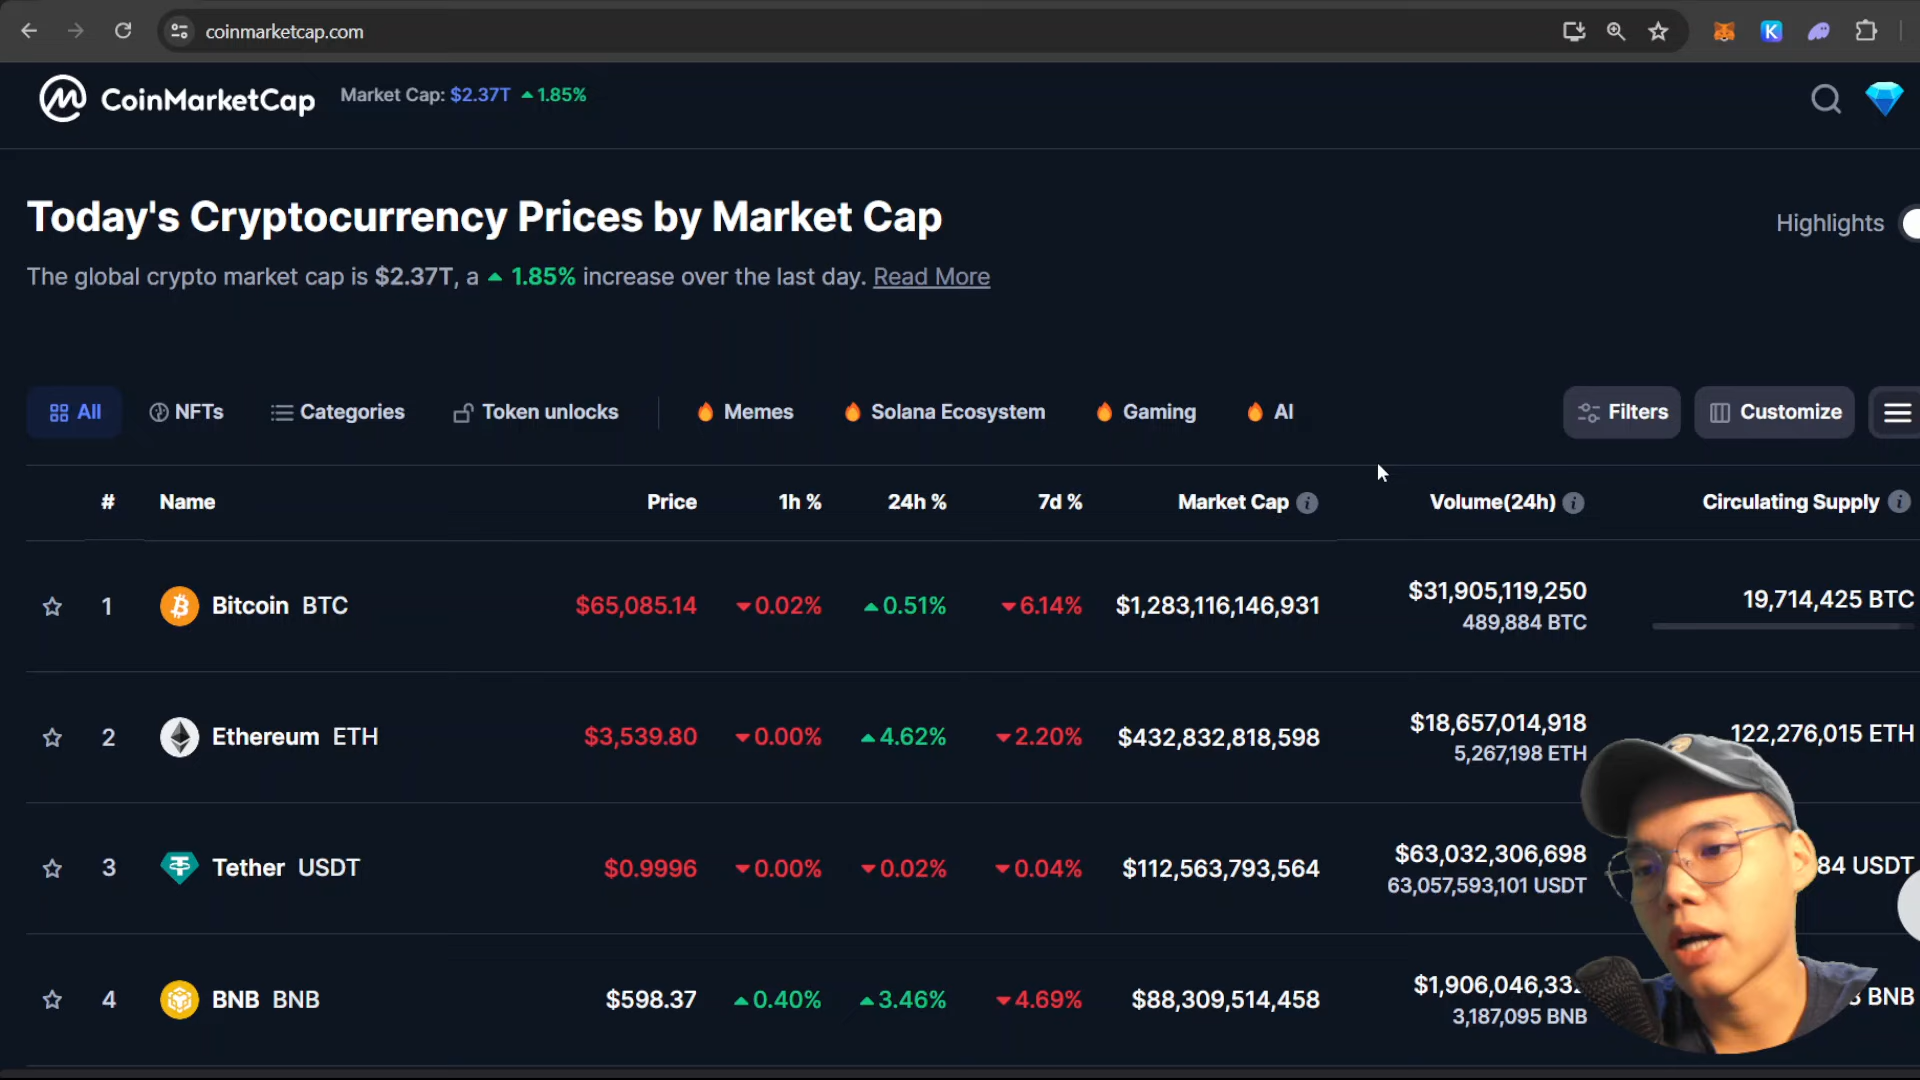 coinmarketcap.com
CoinMarketCap
Market Cap: $2.37T 1.85%
Today's Cryptocurrency Prices by Market Cap
Highlights
The global crypto market cap is $2.37T, a 1.85% increase over the last day. Read More
All NFTs Categories Token unlocks Memes Solana Ecosystem Gaming AI Filters Customize
# Name Price 1h % 24h % 7d % Market Cap Volume(24h) Circulating Supply
1 Bitcoin BTC $65,085.14 0.02% 0.51% 6.14% $1,283,116,146,931 $31,905,119,250 19,714,425 BTC
489,884 BTC
2 Ethereum ETH $3,539.80 0.00% 4.62% 2.20% $432,832,818,598 $18,657,014,918 122,276,015 ETH
5,267,198 ETH
3 Tether USDT $0.9996 0.00% 0.02% 0.04% $112,563,793,564 $63,032,306,698 84 USDT
63,057,593,101 USDT
4 BNB BNB $598.37 0.40% 3.46% 4.69% $88,309,514,458 $1,906,046,33 BNB
3,187,095 BNB